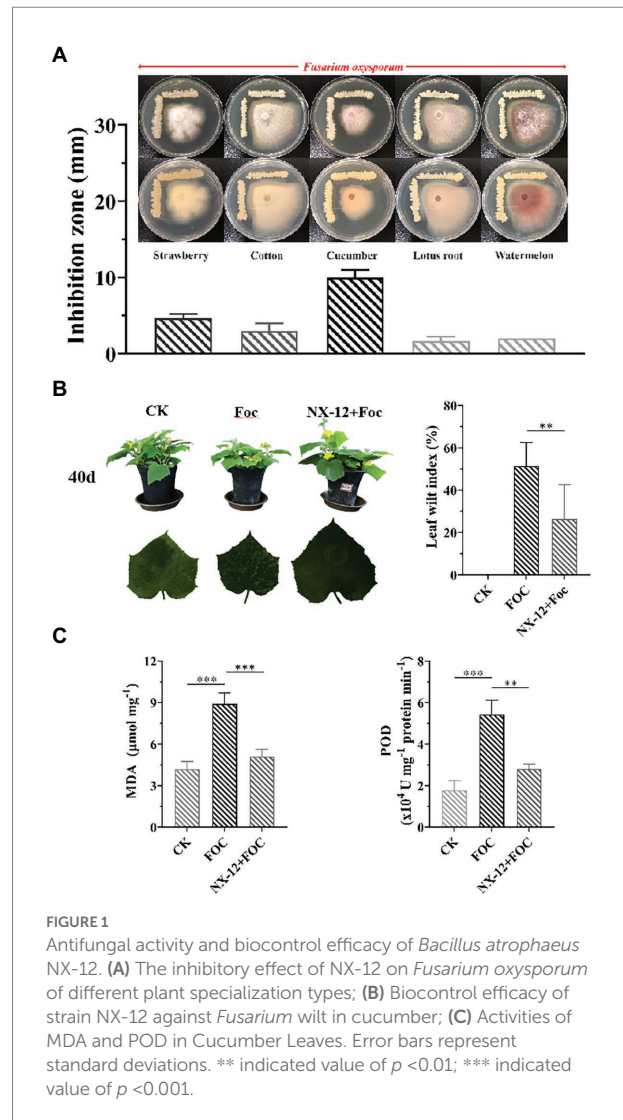 A
Fusarium oxysporum
Inhibition zone (mm)
30
20
10
0
Strawberry Cotton Cucumber Lotus root Watermelon
B
CK Foc NX-12+Foc
40d
Leaf wilt index (%)
80
60
40
20
0
**
CK FOC NX-12+Foc
C
MDA (μmol mg⁻¹)
12
9
6
3
0
*** ***
CK FOC NX-12+FOC
POD
(x10⁴ U mg⁻¹ protein min⁻¹)
8
6
4
2
0
*** **
CK FOC NX-12+FOC
FIGURE 1
Antifungal activity and biocontrol efficacy of Bacillus atrophaeus
NX-12. (A) The inhibitory effect of NX-12 on Fusarium oxysporum
of different plant specialization types; (B) Biocontrol efficacy of
strain NX-12 against Fusarium wilt in cucumber; (C) Activities of
MDA and POD in Cucumber Leaves. Error bars represent
standard deviations. ** indicated value of p <0.01; *** indicated
value of p <0.001.